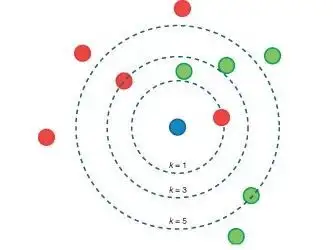 k = 1
k = 3
k = 5